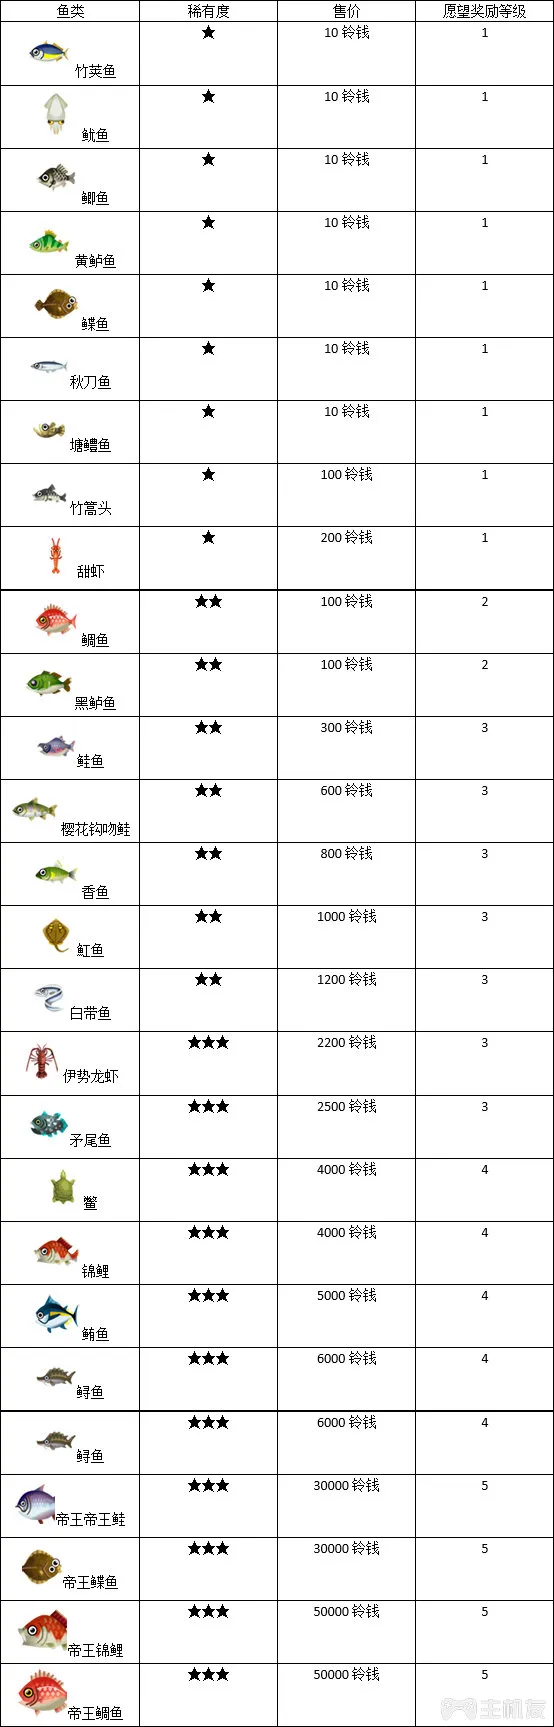 鱼类 稀有度 售价 愿望奖励等级
竹荚鱼 ★ 10 铃钱 1
鱿鱼 ★ 10 铃钱 1
鲫鱼 ★ 10 铃钱 1
黄鲈鱼 ★ 10 铃钱 1
鲽鱼 ★ 10 铃钱 1
秋刀鱼 ★ 10 铃钱 1
塘鳢鱼 ★ 10 铃钱 1
竹篙头 ★ 100 铃钱 1
甜虾 ★ 200 铃钱 1
鲷鱼 ★★ 100 铃钱 2
黑鲈鱼 ★★ 100 铃钱 2
鲑鱼 ★★ 300 铃钱 3
樱花钩吻鲑 ★★ 600 铃钱 3
香鱼 ★★ 800 铃钱 3
魟鱼 ★★ 1000 铃钱 3
白带鱼 ★★ 1200 铃钱 3
伊势龙虾 ★★★ 2200 铃钱 3
矛尾鱼 ★★★ 2500 铃钱 3
鳖 ★★★ 4000 铃钱 4
锦鲤 ★★★ 4000 铃钱 4
鲔鱼 ★★★ 5000 铃钱 4
鲟鱼 ★★★ 6000 铃钱 4
鲟鱼 ★★★ 6000 铃钱 4
帝王帝王鲑 ★★★ 30000 铃钱 5
帝王鲽鱼 ★★★ 30000 铃钱 5
帝王锦鲤 ★★★ 50000 铃钱 5
帝王鲷鱼 ★★★ 50000 铃钱 5
主机友